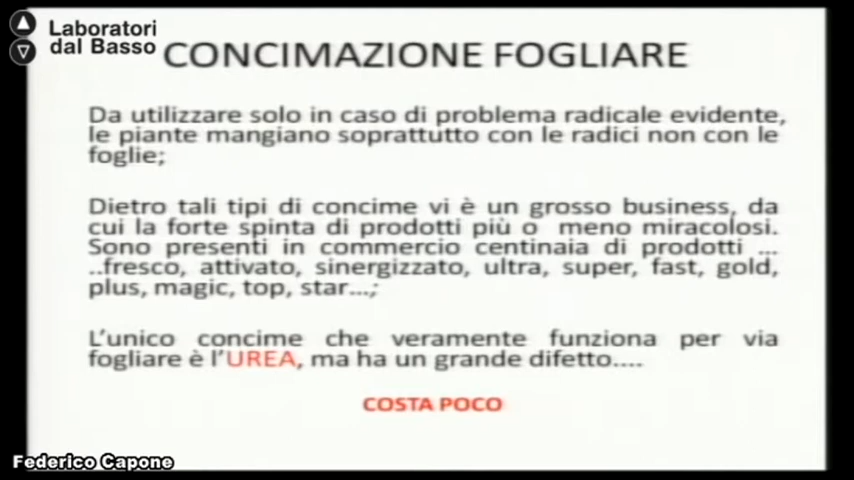 Laboratori
dal Basso
CONCIMAZIONE FOGLIARE
Da utilizzare solo in caso di problema radicale evidente,
le piante mangiano soprattutto con le radici non con le
foglie;
Dietro tali tipi di concime vi è un grosso business, da
cui la forte spinta di prodotti più o meno miracolosi.
Sono presenti in commercio centinaia di prodotti ...
..fresco, attivato, sinergizzato, ultra, super, fast, gold,
plus, magic, top, star...;
L'unico concime che veramente funziona per via
fogliare è l'UREA, ma ha un grande difetto....
COSTA POCO
Federico Capone